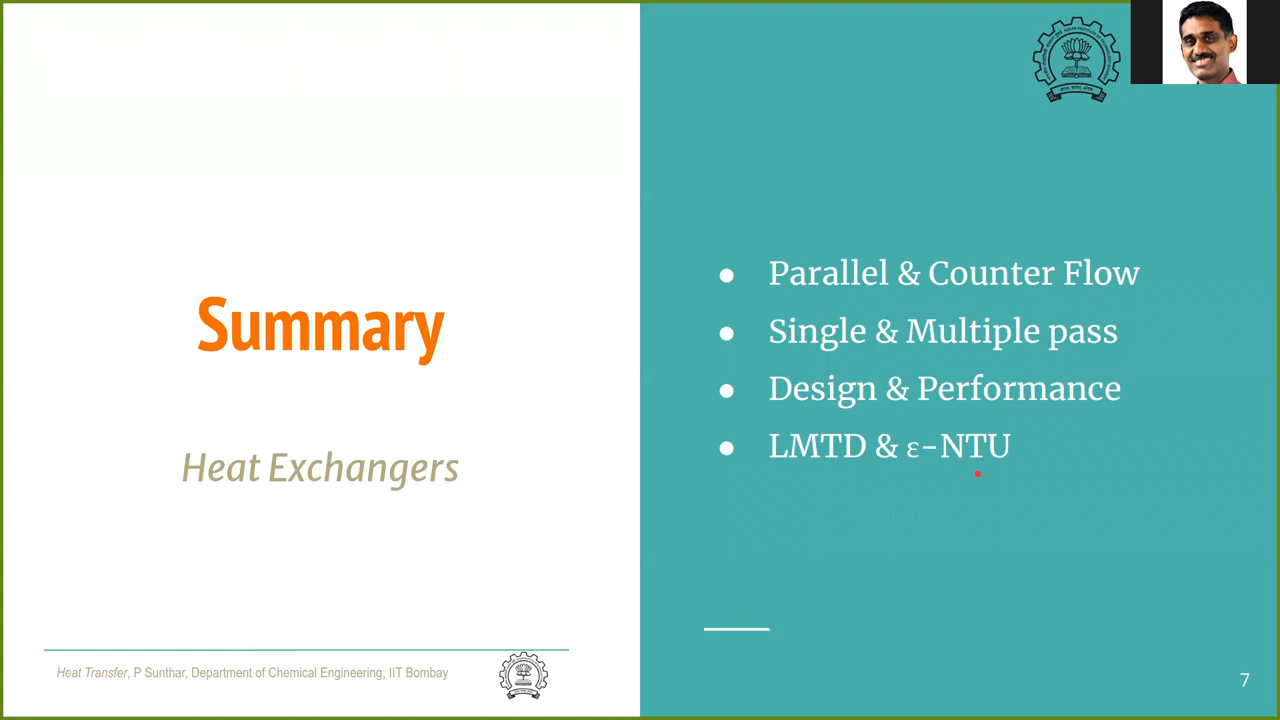 Summary
Heat Exchangers
Heat Transfer, P Sunthar, Department of Chemical Engineering, IIT Bombay
● Parallel & Counter Flow
● Single & Multiple pass
● Design & Performance
● LMTD & ε-NTU
7